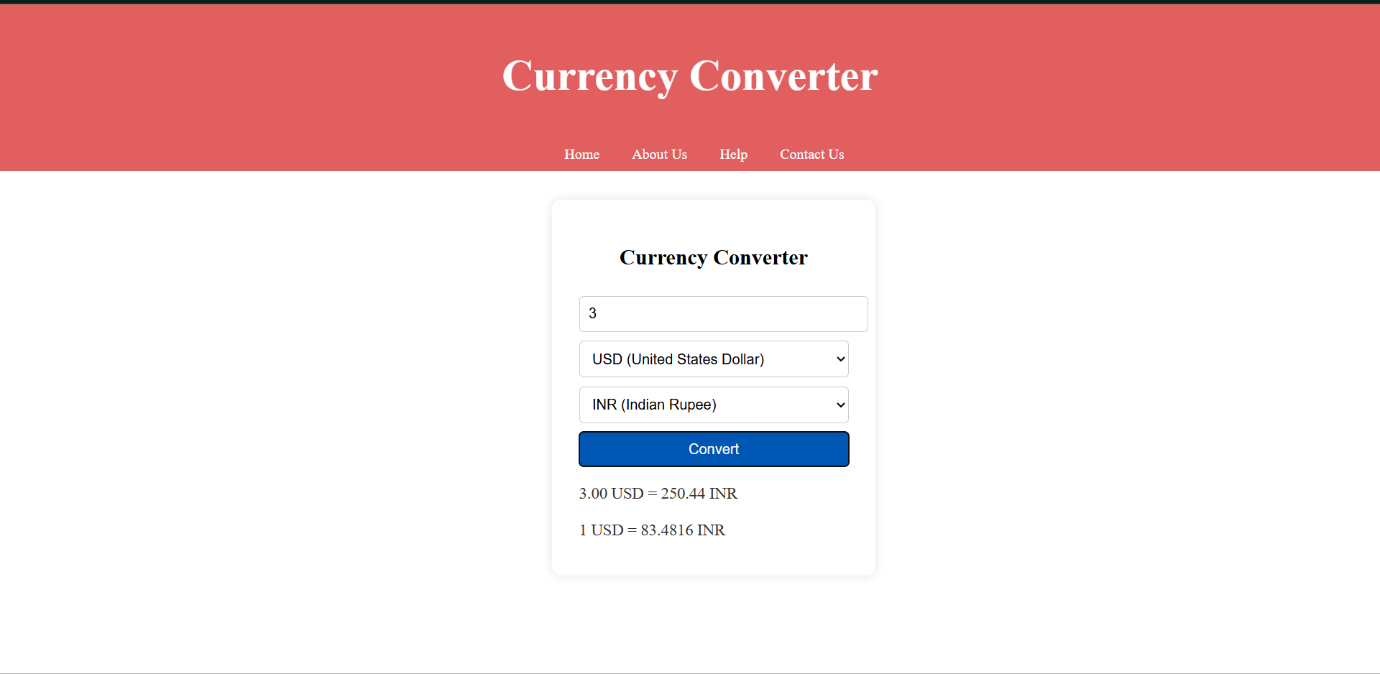 Currency Converter
Home About Us Help Contact Us
Currency Converter
3
USD (United States Dollar)
INR (Indian Rupee)
Convert
3.00 USD = 250.44 INR
1 USD = 83.4816 INR